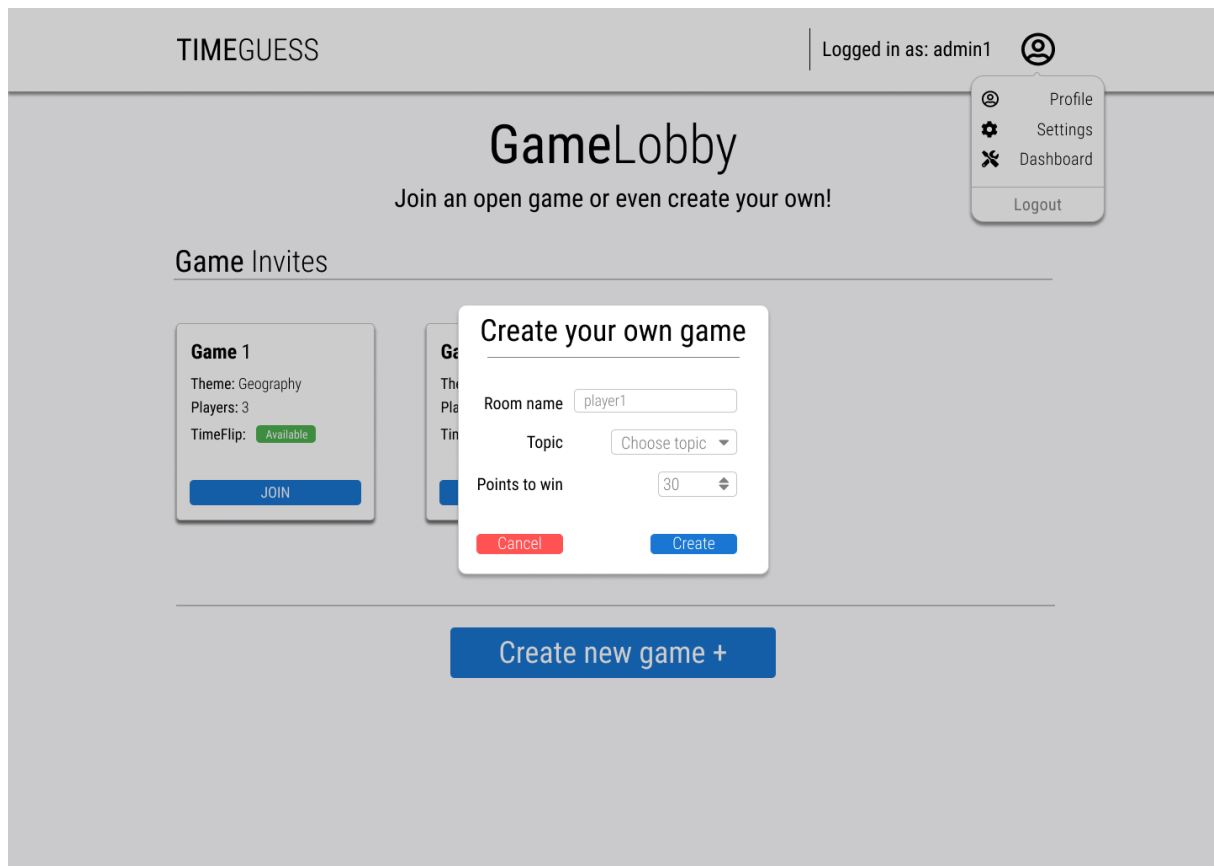 TIMEGUESS
Logged in as: admin1
Profile
Settings
Dashboard
Logout
GameLobby
Join an open game or even create your own!
Game Invites
Game 1
Theme: Geography
Players: 3
TimeFlip: Available
JOIN
Create your own game
Room name player1
Topic Choose topic
Points to win 30
Cancel Create
Create new game +